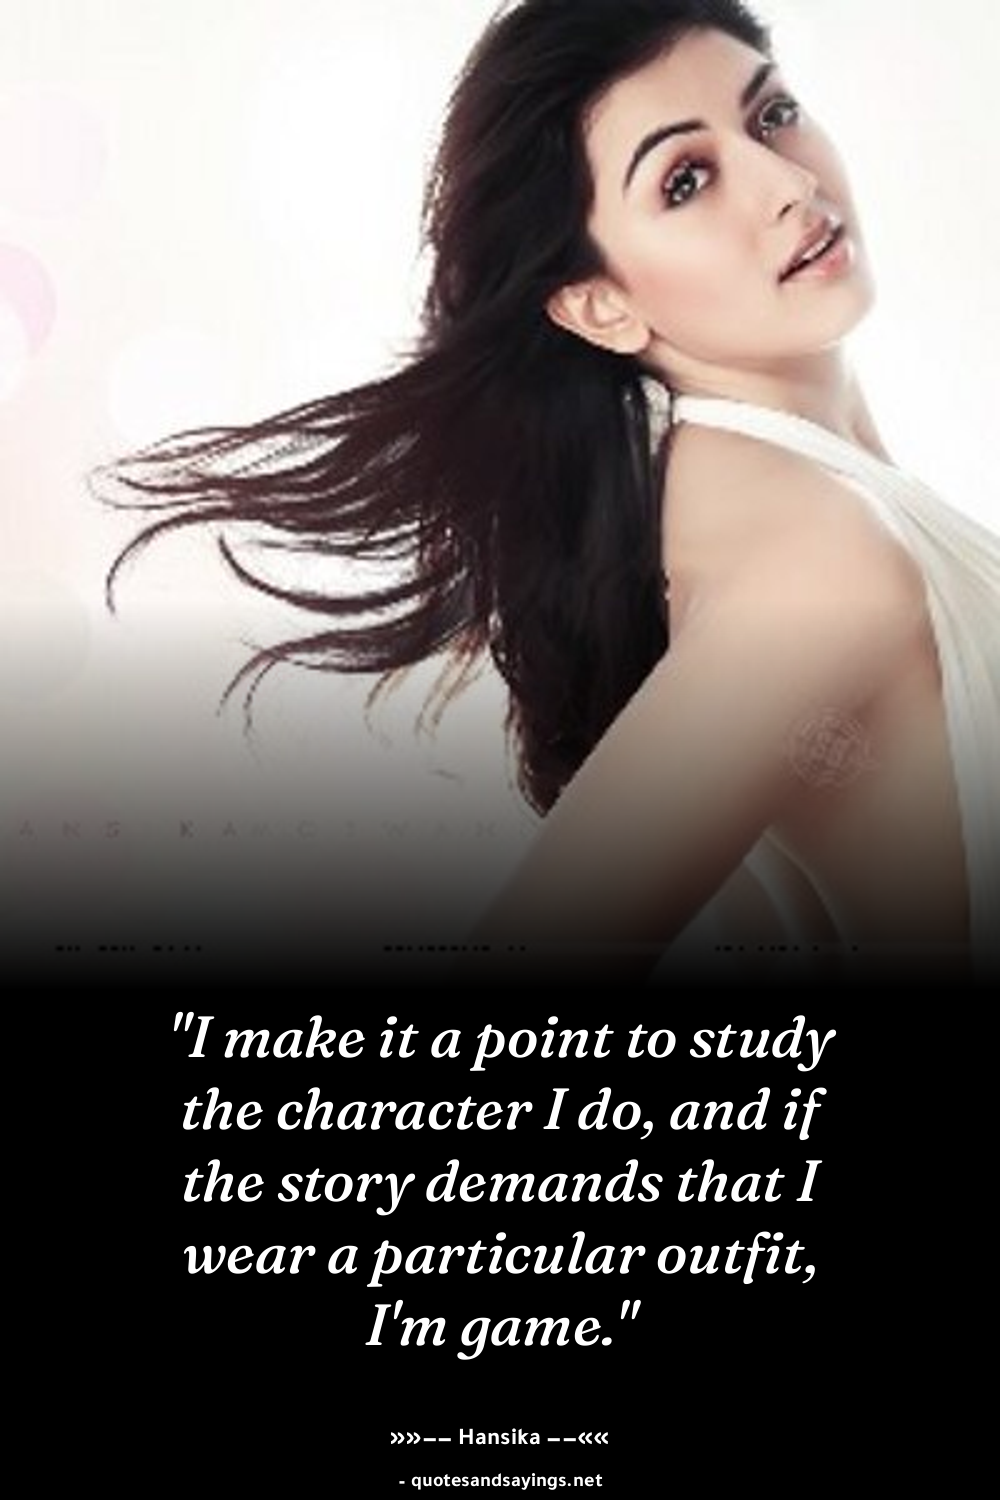 "I make it a point to study
the character I do, and if
the story demands that I
wear a particular outfit,
I'm game."
»»−− Hansika −−««
- quotesandsayings.net